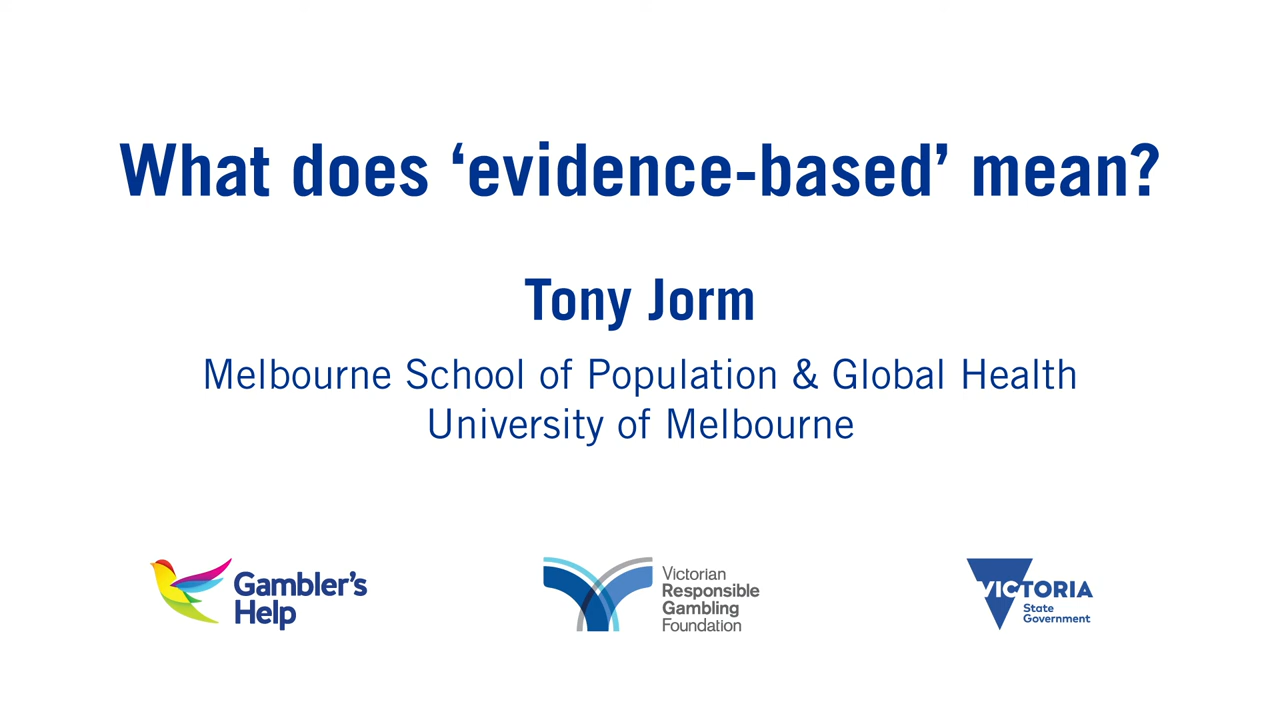 What does ‘evidence-based’ mean?
Tony Jorm
Melbourne School of Population & Global Health
University of Melbourne
Gambler’s
Help
Victorian
Responsible
Gambling
Foundation
VICTORIA
State
Government